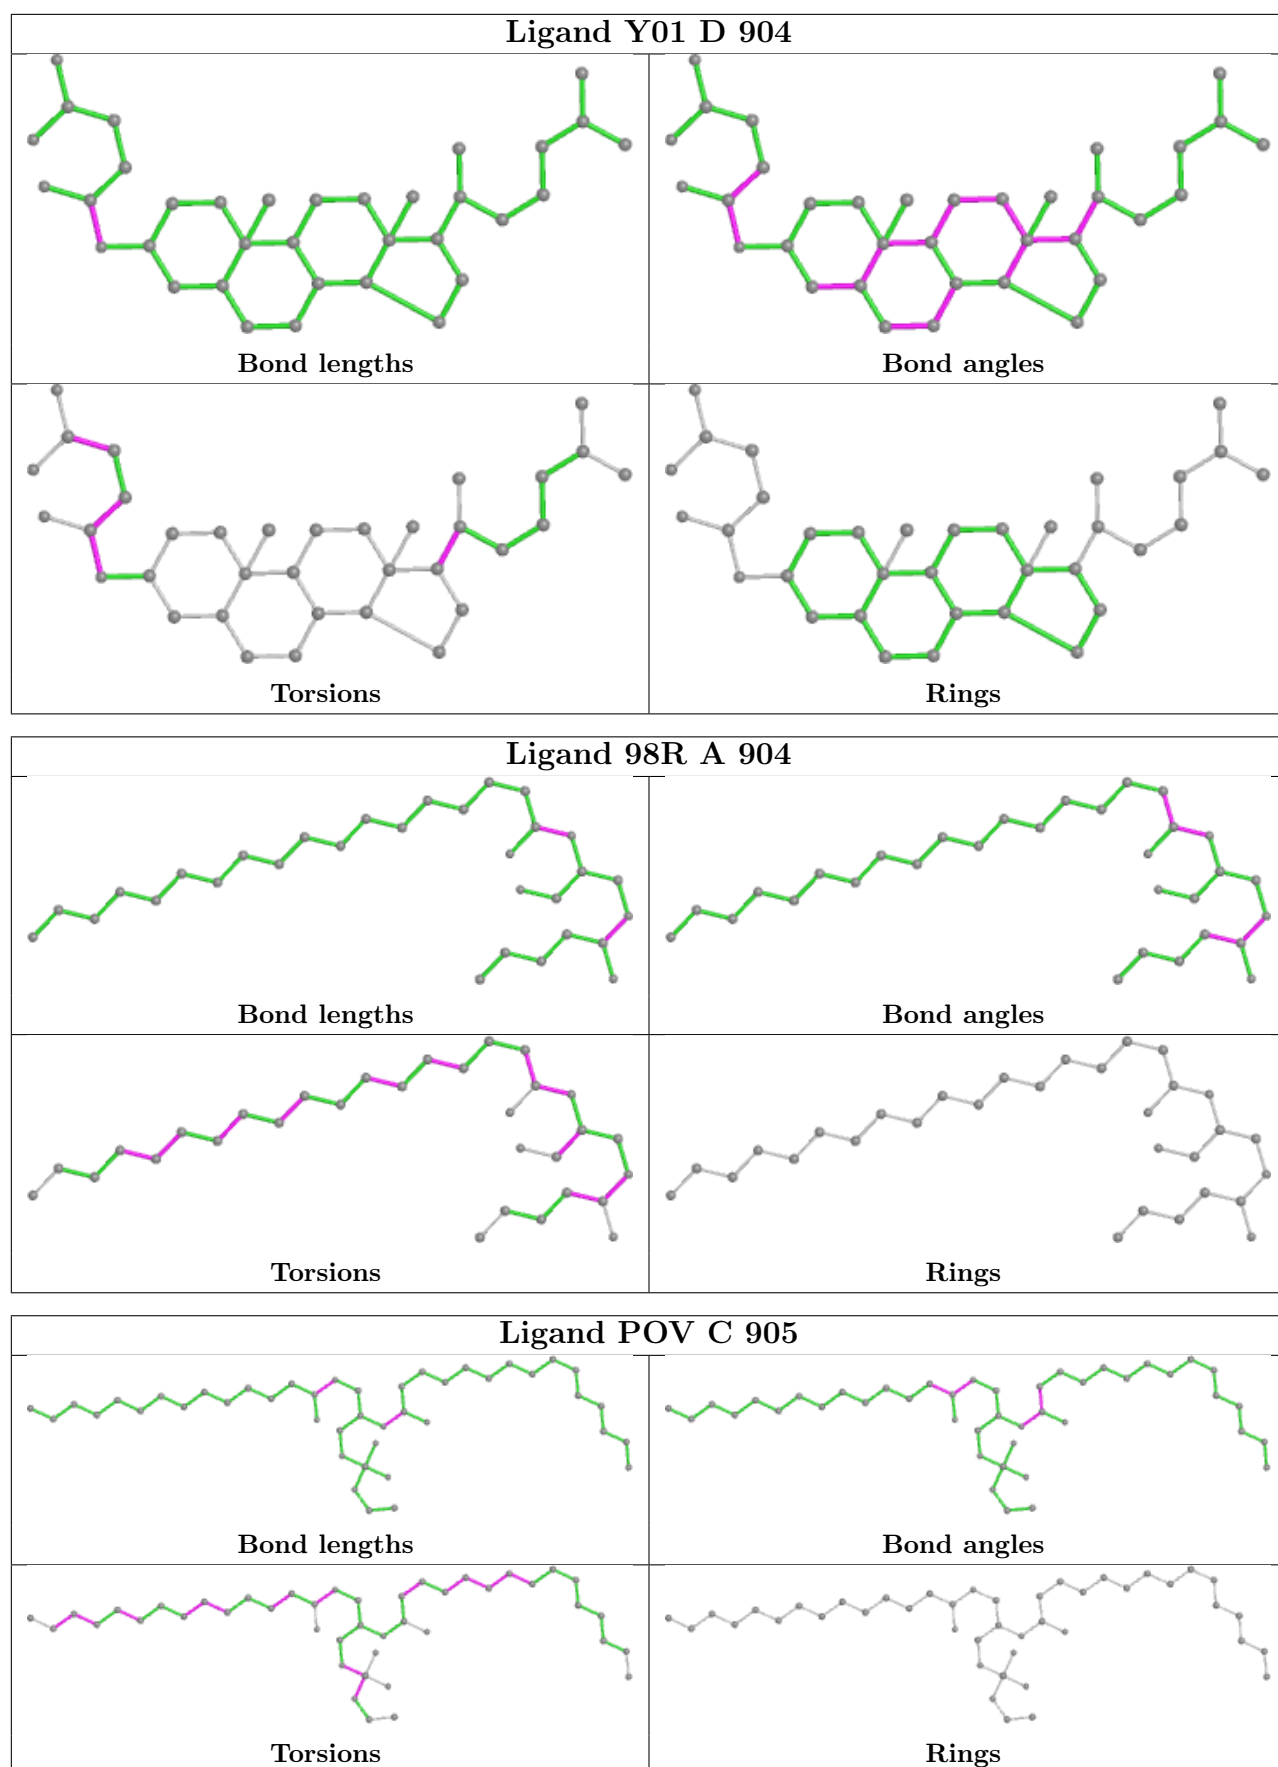 Ligand Y01 D 904
Bond lengths
Bond angles
Torsions
Rings
Ligand 98R A 904
Bond lengths
Bond angles
Torsions
Rings
Ligand POV C 905
Bond lengths
Bond angles
Torsions
Rings